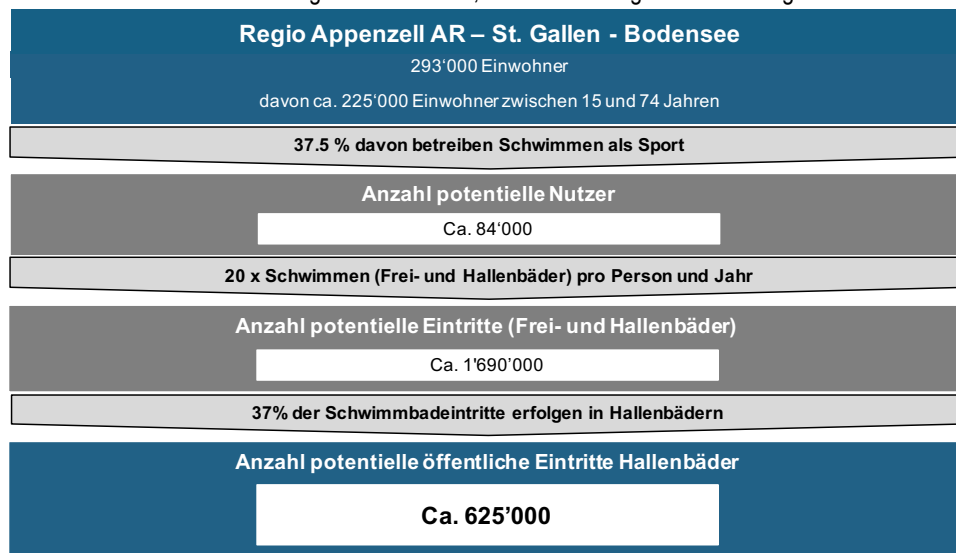 Regio Appenzell AR – St. Gallen - Bodensee
293‘000 Einwohner
davon ca. 225‘000 Einwohner zwischen 15 und 74 Jahren
37.5 % davon betreiben Schwimmen als Sport
Anzahl potentielle Nutzer
Ca. 84‘000
20 x Schwimmen (Frei- und Hallenbäder) pro Person und Jahr
Anzahl potentielle Eintritte (Frei- und Hallenbäder)
Ca. 1'690’000
37% der Schwimmbadeintritte erfolgen in Hallenbädern
Anzahl potentielle öffentliche Eintritte Hallenbäder
Ca. 625’000